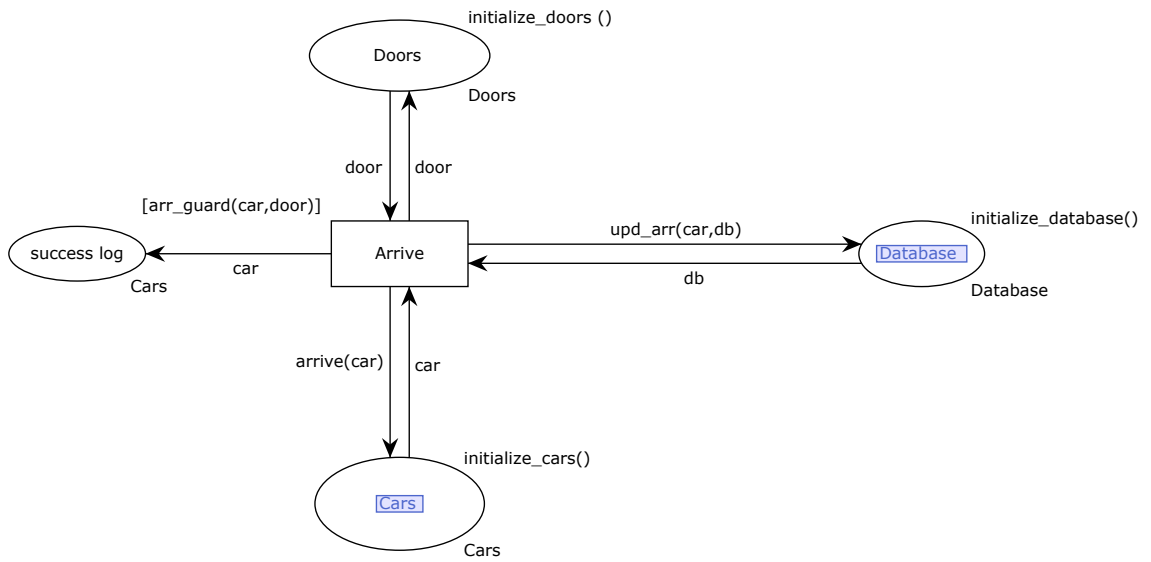 initialize_doors ()
Doors
Doors
door
door
[arr_guard(car,door)]
success log
Cars
car
Arrive
upd_arr(car,db)
db
initialize_database()
Database
Database
arrive(car)
car
initialize_cars()
Cars
Cars